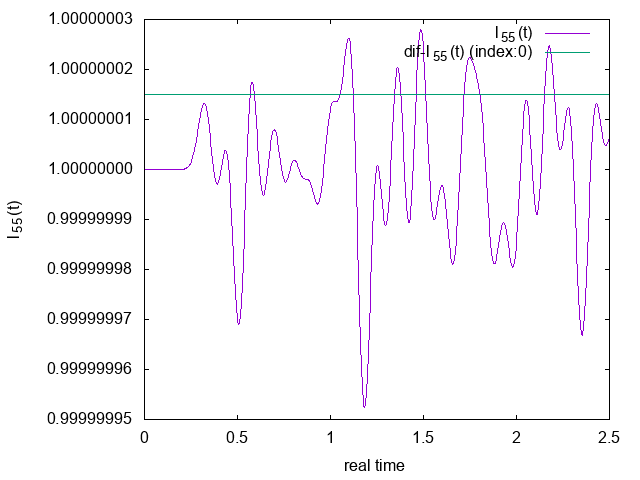 1.00000003
1.00000002
1.00000001
1.00000000
0.99999999
0.99999998
0.99999997
0.99999996
0.99999995
I55(t)
dif-I55(t) (index:0)
I55(t)
0 0.5 1 1.5 2 2.5
real time